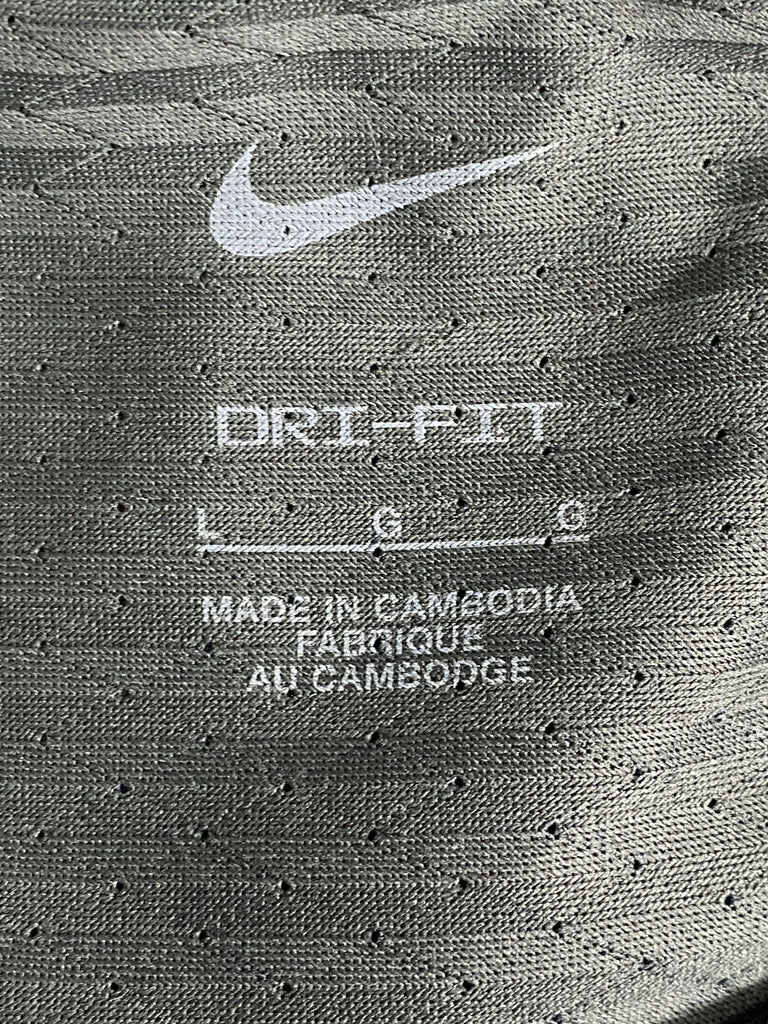 DRI-FIT
L G G
MADE IN CAMBODIA
FABRIQUE
AU CAMBODGE